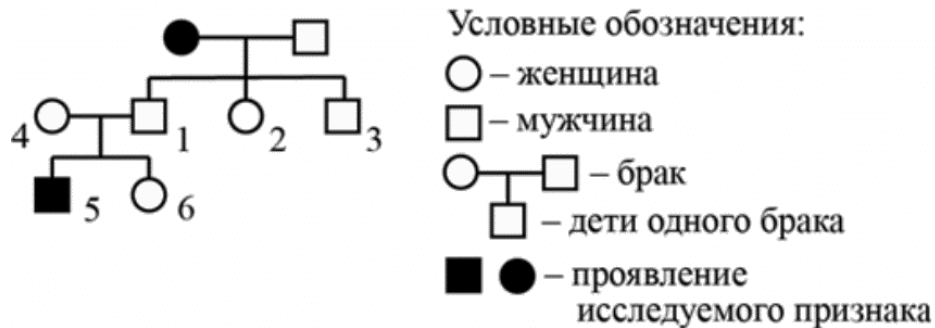 Условные обозначения:
– женщина
– мужчина
– брак
– дети одного брака
– проявление
исследуемого признака
4
1
2
3
5
6